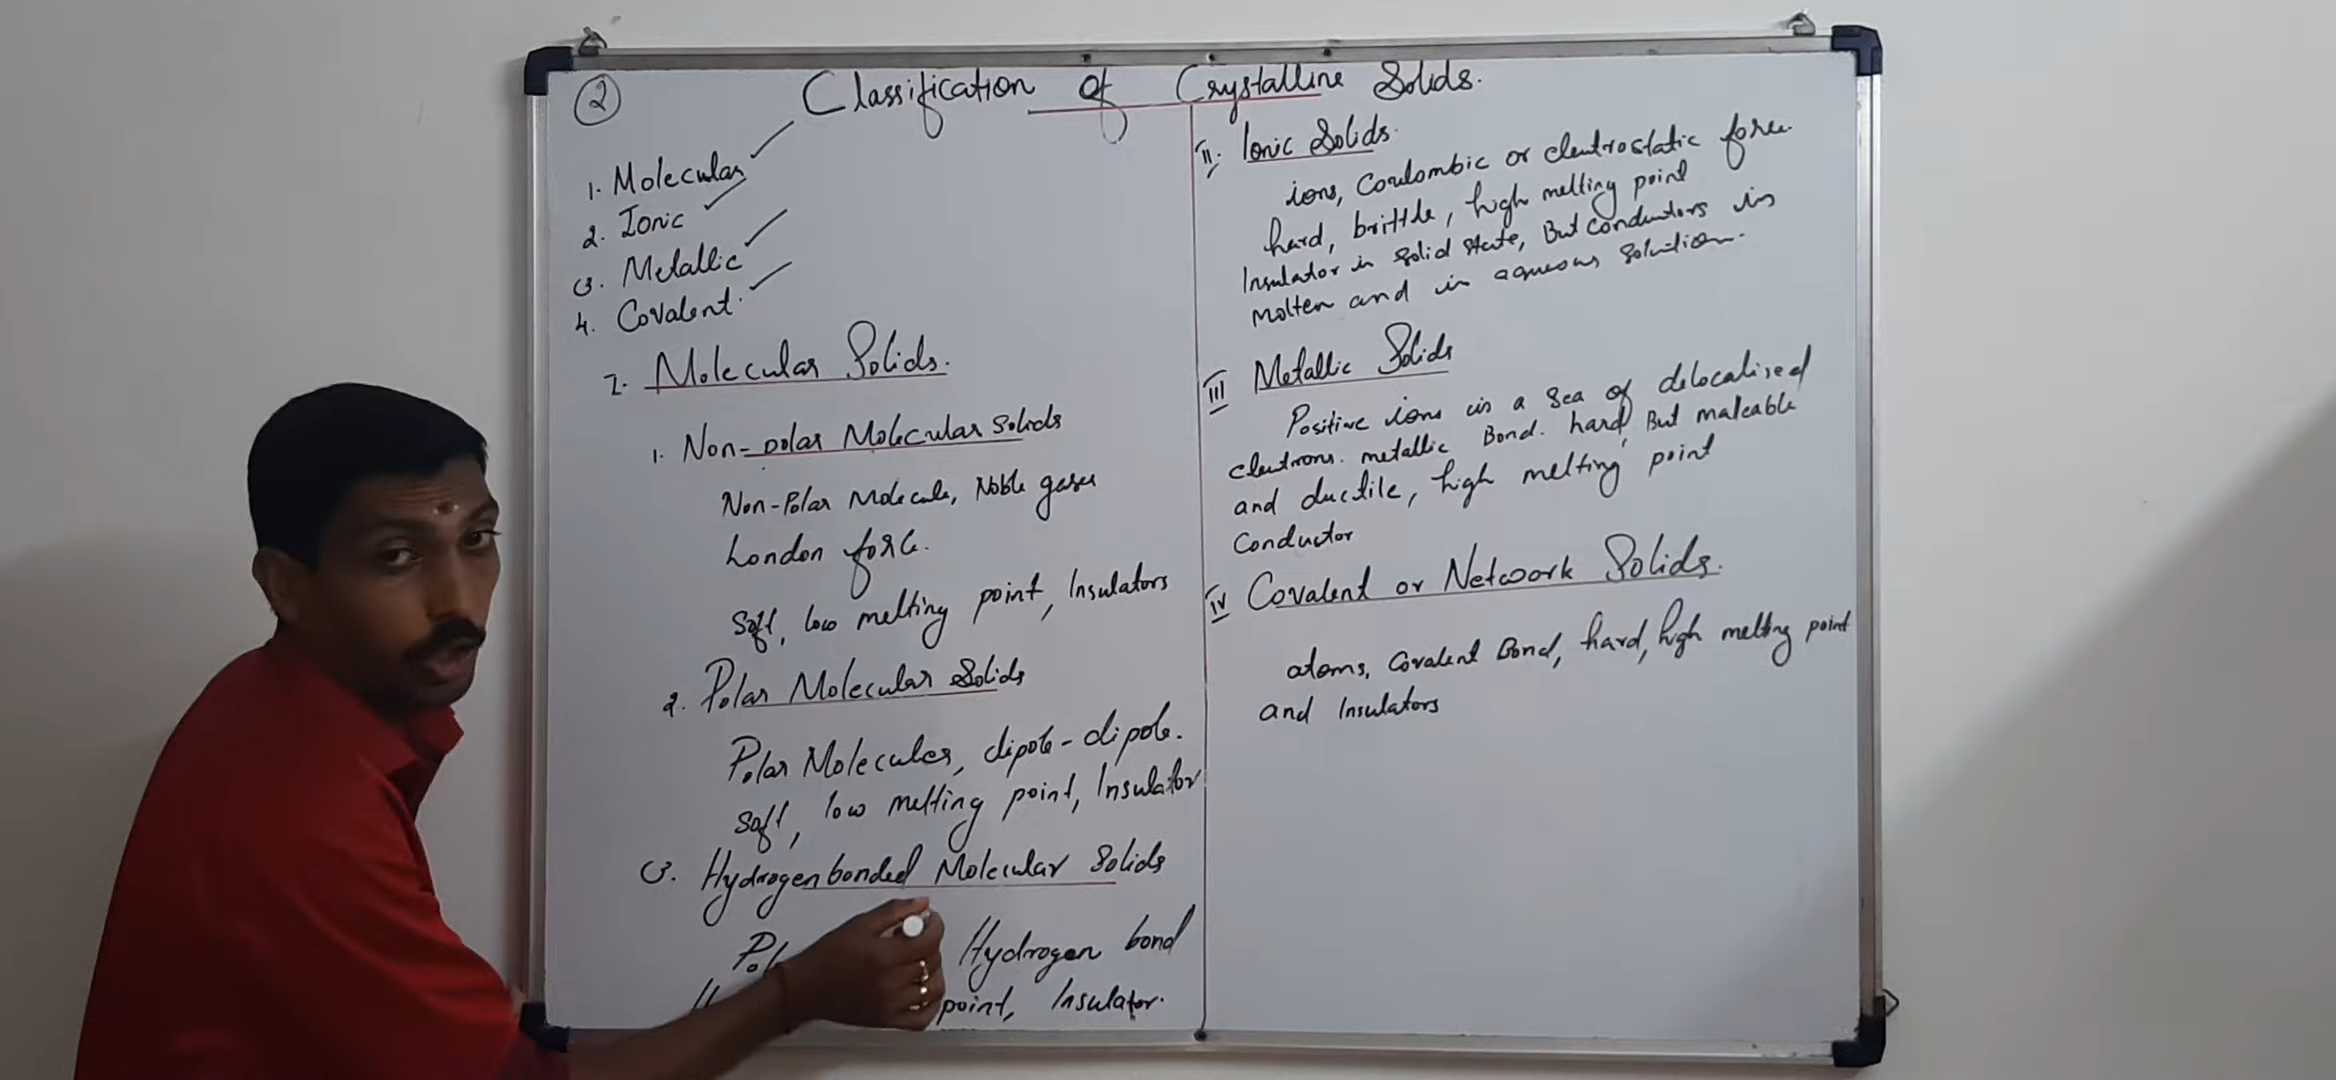 2
Classification of Crystalline Solids.
1. Molecular
2. Ionic
3. Metallic
4. Covalent.
I. Molecular Solids.
1. Non-polar Molecular Solids
Non-Polar Molecule, Noble gases
London force.
Soft, low melting point, Insulators
2. Polar Molecular Solids
Polar Molecules, dipole-dipole.
Soft, low melting point, Insulator
3. Hydrogen bonded Molecular Solids
Hydrogen bond
point, Insulator.
II. Ionic Solids.
ions, Coulombic or electrostatic force
hard, brittle, high melting point
Insulator in Solid State, But conductors in
molten and in aqueous solution.
III Metallic Solids
Positive ions in a Sea of delocalised
electrons. metallic Bond. hard, But maleable
and ductile, high melting point
Conductor
IV Covalent or Network Solids.
atoms, Covalent Bond, hard, high melting point
and Insulators